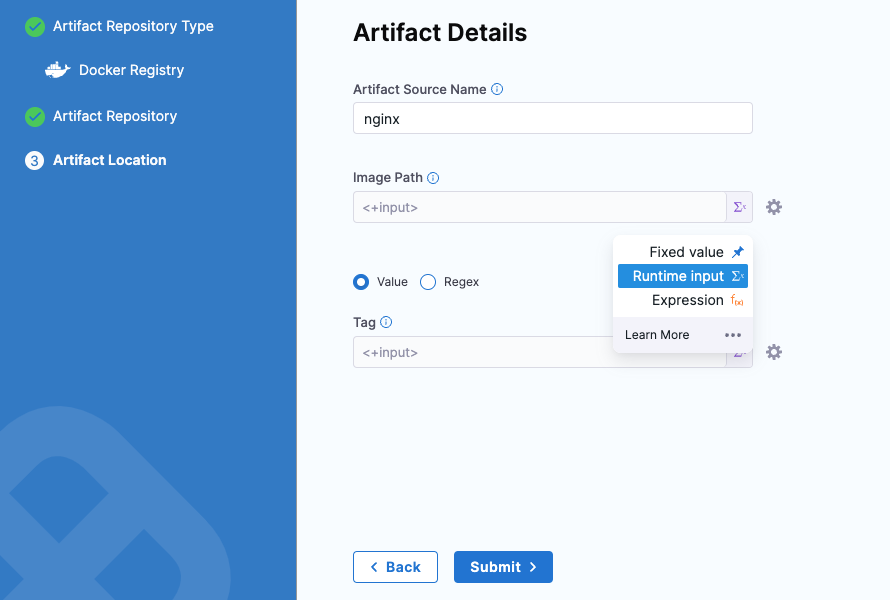 Artifact Repository Type
Docker Registry
Artifact Repository
3 Artifact Location
Artifact Details
Artifact Source Name
nginx
Image Path
<+input>
Fixed value
Runtime input
Expression
Learn More
Value Regex
Tag
<+input>
Back
Submit